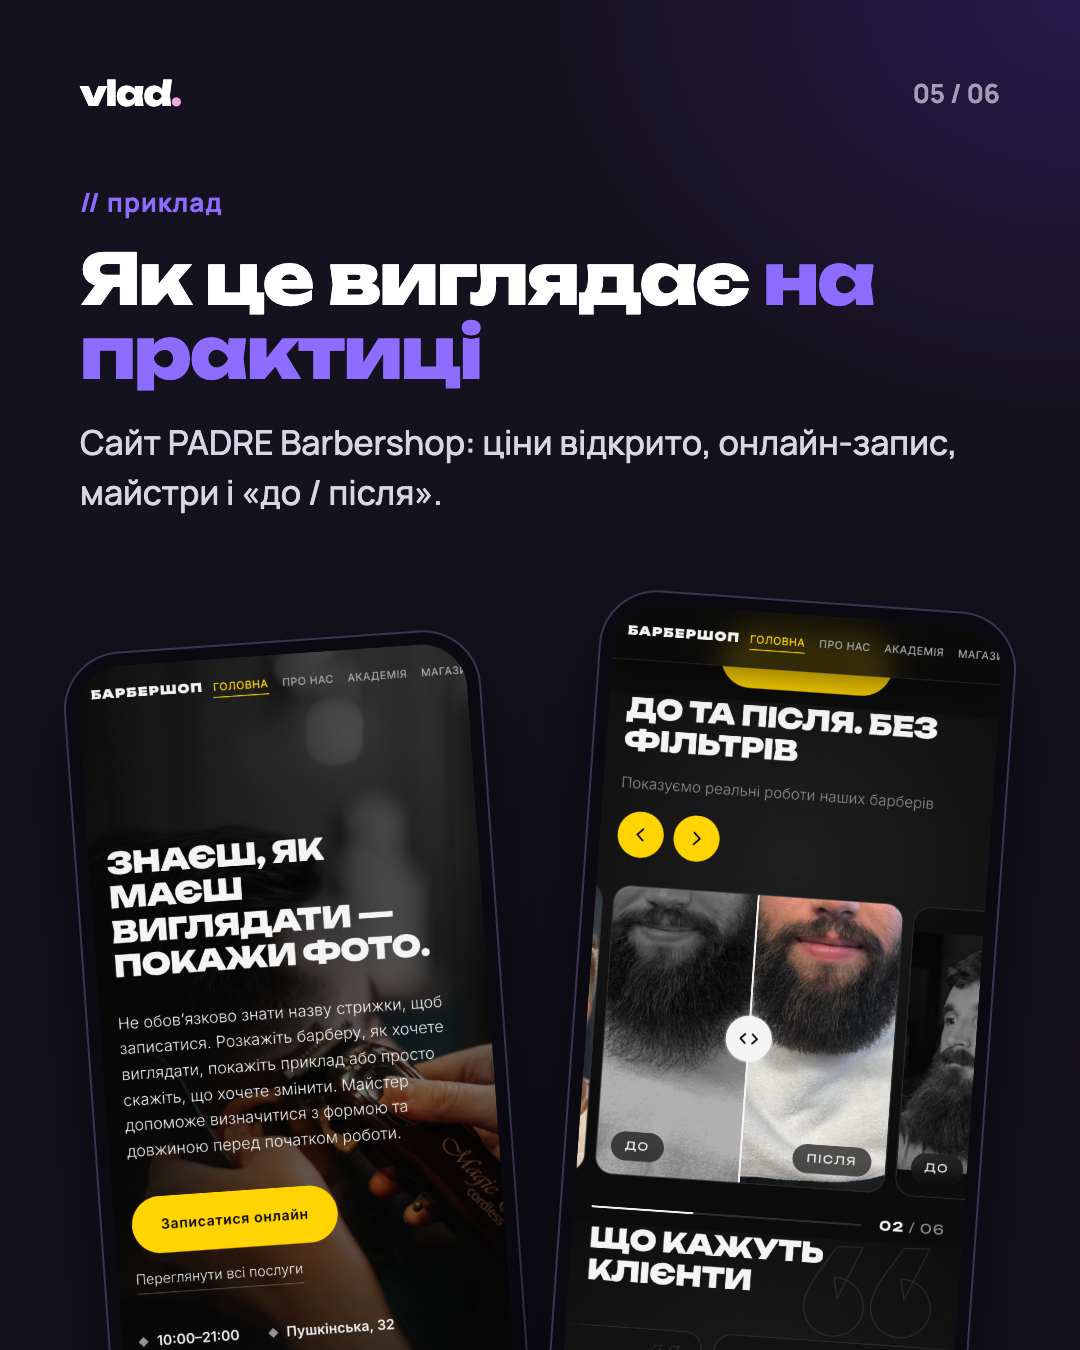 vlad.
05 / 06
// приклад
Як це виглядає на
практиці
Сайт PADRE Barbershop: ціни відкрито, онлайн-запис,
майстри і «до / після».
БАРБЕРШОП ГОЛОВНА ПРО НАС АКАДЕМІЯ
ЗНАЄШ, ЯК
МАЄШ
ВИГЛЯДАТИ —
ПОКАЖИ ФОТО.
Не обов'язково знати назву стрижки, щоб
записатися. Розкажіть барберу, як хочете
виглядати, покажіть приклад або просто
скажіть, що хочете змінити. Майстер
допоможе визначитися з формою та
довжиною перед початком роботи.
Magic
cordless
Записатися онлайн
Переглянути всі послуги
10:00–21:00
Пушкінська, 32
БАРБЕРШОП ГОЛОВНА ПРО НАС АКАДЕМІЯ
ДО ТА ПІСЛЯ. БЕЗ
ФІЛЬТРІВ
Показуємо реальні роботи наших барберів
ДО
ПІСЛЯ
ДО
02 / 06
ЩО КАЖУТЬ
КЛІЄНТИ